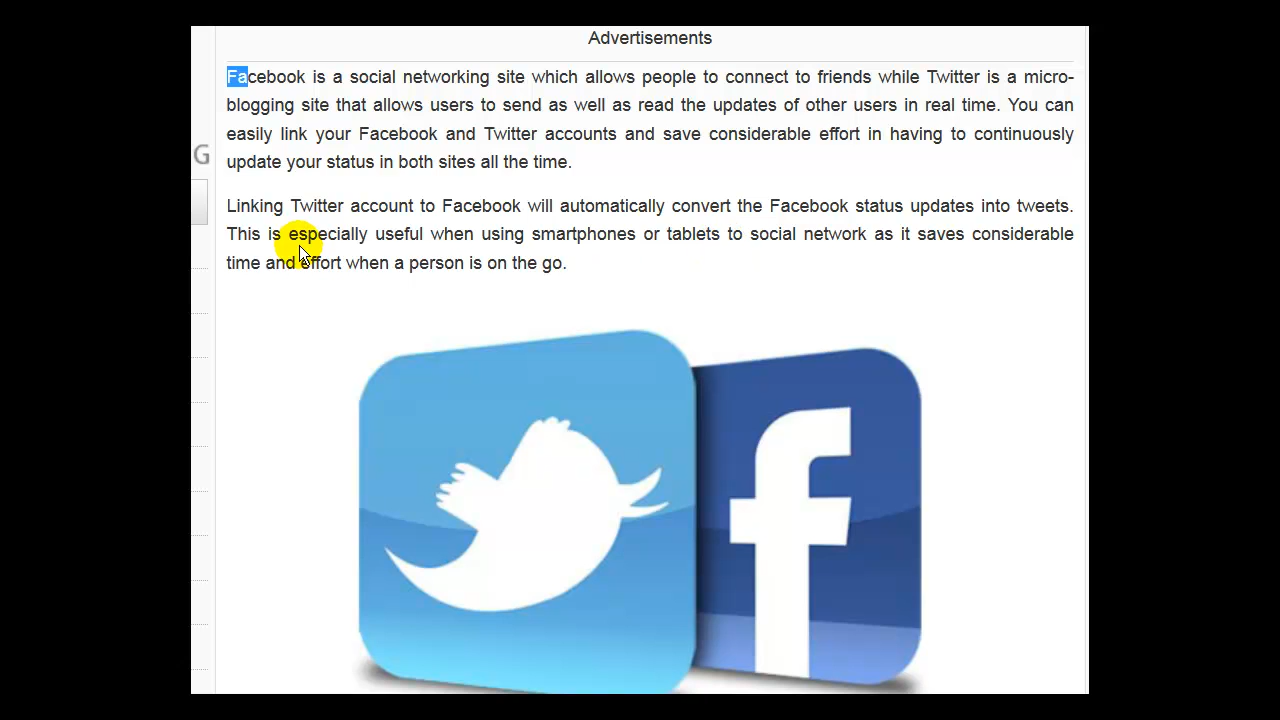 Advertisements
Facebook is a social networking site which allows people to connect to friends while Twitter is a micro-
blogging site that allows users to send as well as read the updates of other users in real time. You can
easily link your Facebook and Twitter accounts and save considerable effort in having to continuously
G
update your status in both sites all the time.
Linking Twitter account to Facebook will automatically convert the Facebook status updates into tweets.
This is especially useful when using smartphones or tablets to social network as it saves considerable
time and effort when a person is on the go.
f